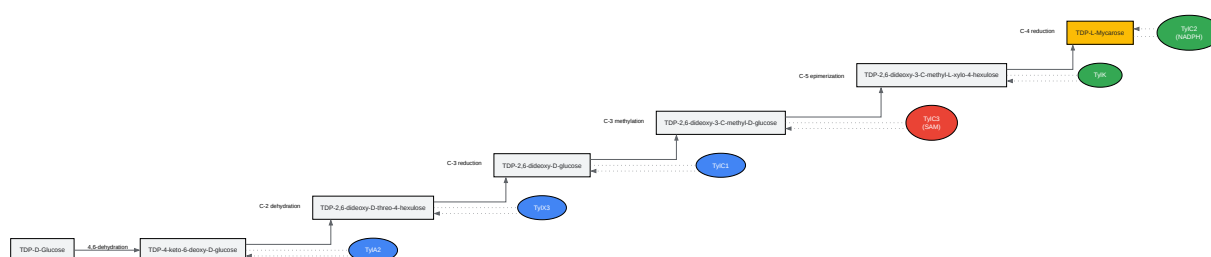 C-4 reduction
TDP-L-Mycarose
TylC2
(NADPH)
C-5 epimerization
TDP-2,6-dideoxy-3-C-methyl-L-xylo-4-hexulose
TylK
C-3 methylation
TDP-2,6-dideoxy-3-C-methyl-D-glucose
TylC3
(SAM)
C-3 reduction
TDP-2,6-dideoxy-D-glucose
TylC1
C-2 dehydration
TDP-2,6-dideoxy-D-threo-4-hexulose
TylX3
TDP-D-Glucose
4,6-dehydration
TDP-4-keto-6-deoxy-D-glucose
TylA2